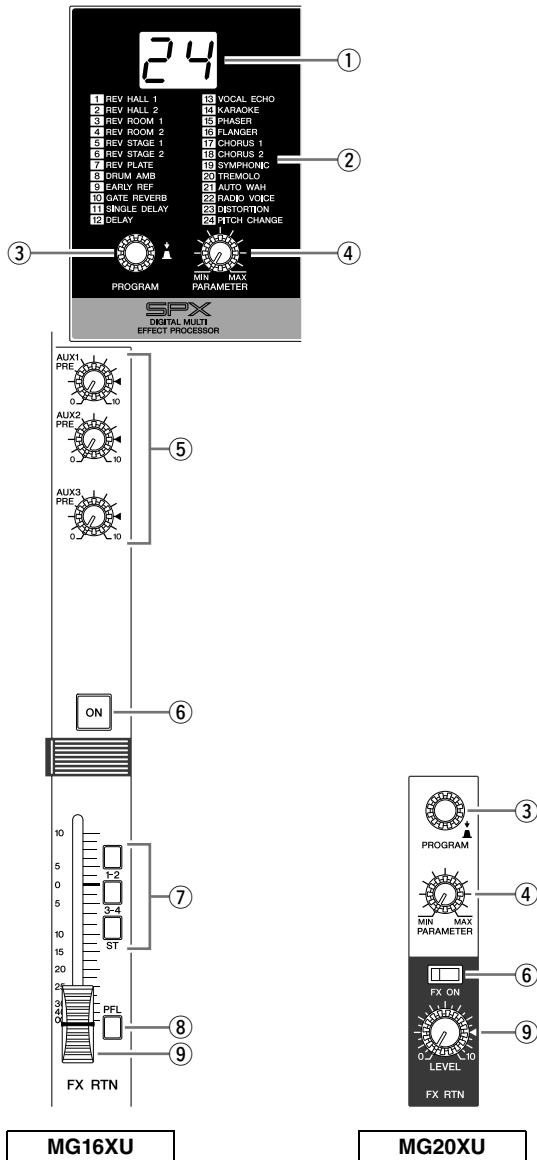 24
①
1 REV HALL 1
2 REV HALL 2
3 REV ROOM 1
4 REV ROOM 2
5 REV STAGE 1
6 REV STAGE 2
7 REV PLATE
8 DRUM AMB
9 EARLY REF
10 GATE REVERB
11 SINGLE DELAY
12 DELAY
13 VOCAL ECHO
14 KARAOKE
15 PHASER
16 FLANGER
17 CHORUS 1
18 CHORUS 2
19 SYMPHONIC
20 TREMOLO
21 AUTO WAH
22 RADIO VOICE
23 DISTORTION
24 PITCH CHANGE
②
③
④
MIN MAX
PROGRAM PARAMETER
SPX
DIGITAL MULTI
EFFECT PROCESSOR
AUX1
PRE
0 10
AUX2
PRE
0 10
⑤
AUX3
PRE
0 10
ON
⑥
10
5
0
5
10
15
20
25
30
40
∞
1-2
3-4
ST
⑦
PFL
⑧
⑨
FX RTN
MG16XU
③
PROGRAM
④
MIN MAX
PARAMETER
⑥
FX ON
⑨
0 10
LEVEL
FX RTN
MG20XU